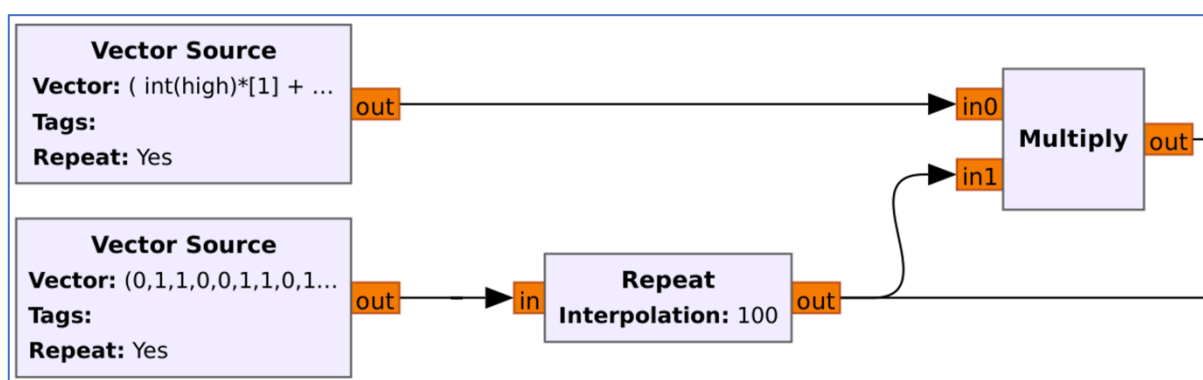 Vector Source
Vector: ( int(high)*[1] + ...
Tags:
Repeat: Yes
out
in0
in1
Multiply
out
Vector Source
Vector: (0,1,1,0,0,1,1,0,1...
Tags:
Repeat: Yes
out
in
Repeat
Interpolation: 100
out